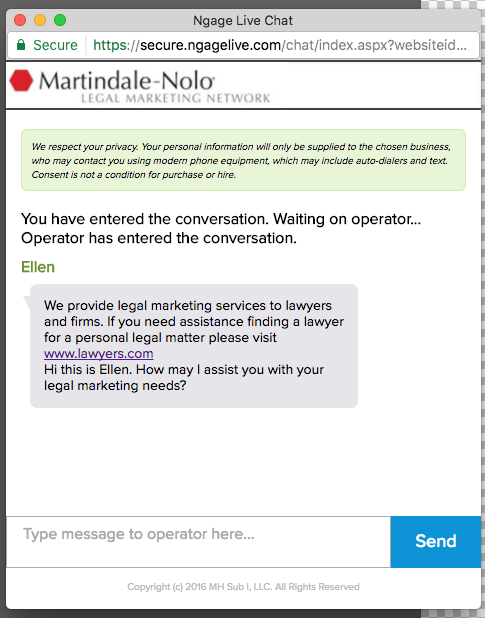 Ngage Live Chat
Secure https://secure.ngagelive.com/chat/index.aspx?websiteid...
Martindale-Nolo®
LEGAL MARKETING NETWORK
We respect your privacy. Your personal information will only be supplied to the chosen business,
who may contact you using modern phone equipment, which may include auto-dialers and text.
Consent is not a condition for purchase or hire.
You have entered the conversation. Waiting on operator...
Operator has entered the conversation.
Ellen
We provide legal marketing services to lawyers
and firms. If you need assistance finding a lawyer
for a personal legal matter please visit
www.lawyers.com
Hi this is Ellen. How may I assist you with your
legal marketing needs?
Type message to operator here...
Send
Copyright (c) 2016 MH Sub I, LLC. All Rights Reserved